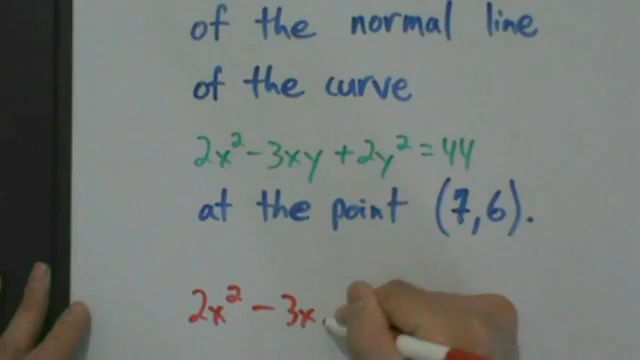 of the normal line
of the curve
2x² - 3xy + 2y² = 44
at the point (7,6).
2x² - 3x